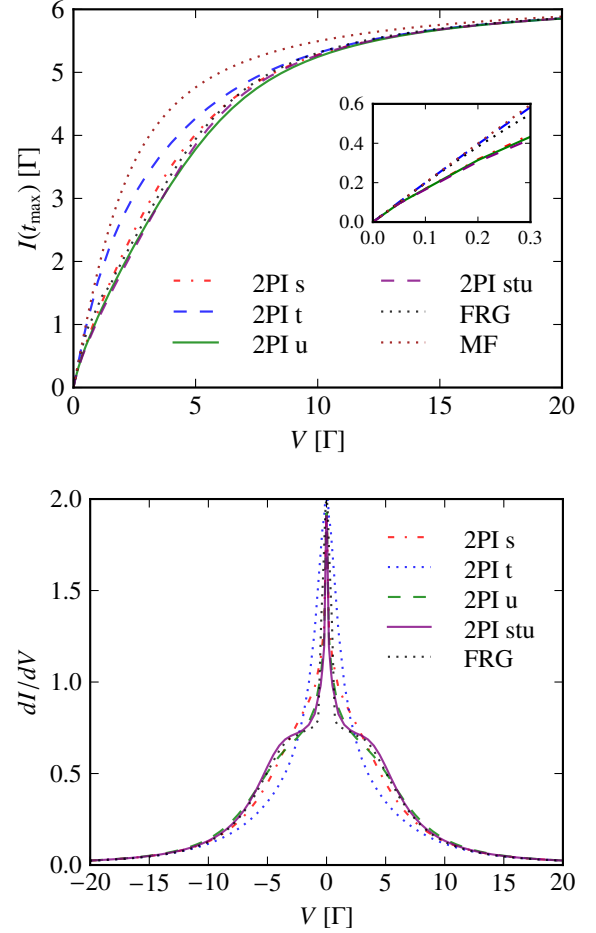 6
5
4
3
2
1
0
I(t_max) [Γ]
0.6
0.4
0.2
0.0
0.0 0.1 0.2 0.3
2PI s
2PI t
2PI u
2PI stu
FRG
MF
0 5 10 15 20
V [Γ]
2.0
1.5
1.0
0.5
0.0
dI/dV
2PI s
2PI t
2PI u
2PI stu
FRG
−20 −15 −10 −5 0 5 10 15 20
V [Γ]